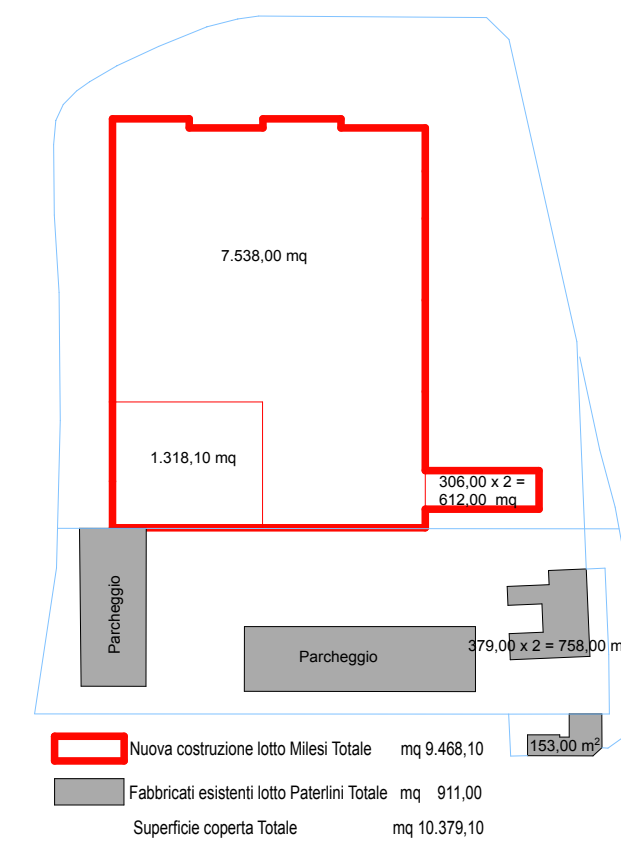 7.538,00 mq
1.318,10 mq
306,00 x 2 =
612,00 mq
Parcheggio
Parcheggio
379,00 x 2 = 758,00 m
153,00 m²
Nuova costruzione lotto Milesi Totale mq 9.468,10
Fabbricati esistenti lotto Paterlini Totale mq 911,00
Superficie coperta Totale mq 10.379,10